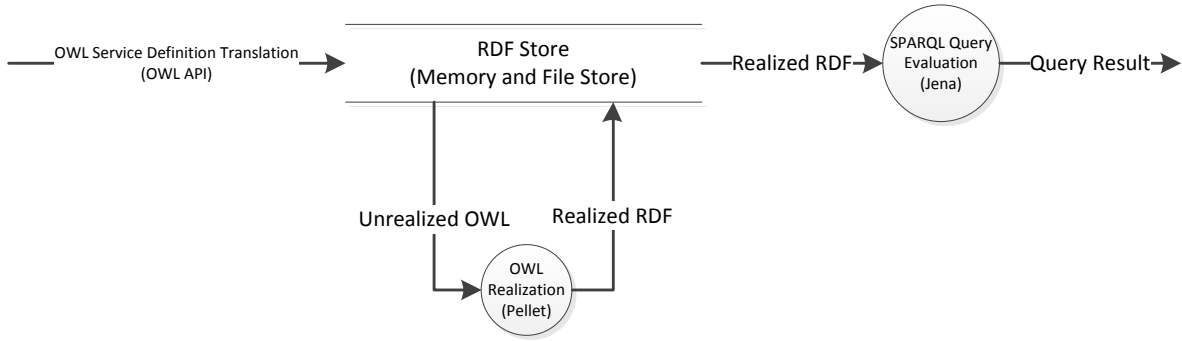 OWL Service Definition Translation
(OWL API)
RDF Store
(Memory and File Store)
Realized RDF
SPARQL Query
Evaluation
(Jena)
Query Result
Unrealized OWL
Realized RDF
OWL
Realization
(Pellet)